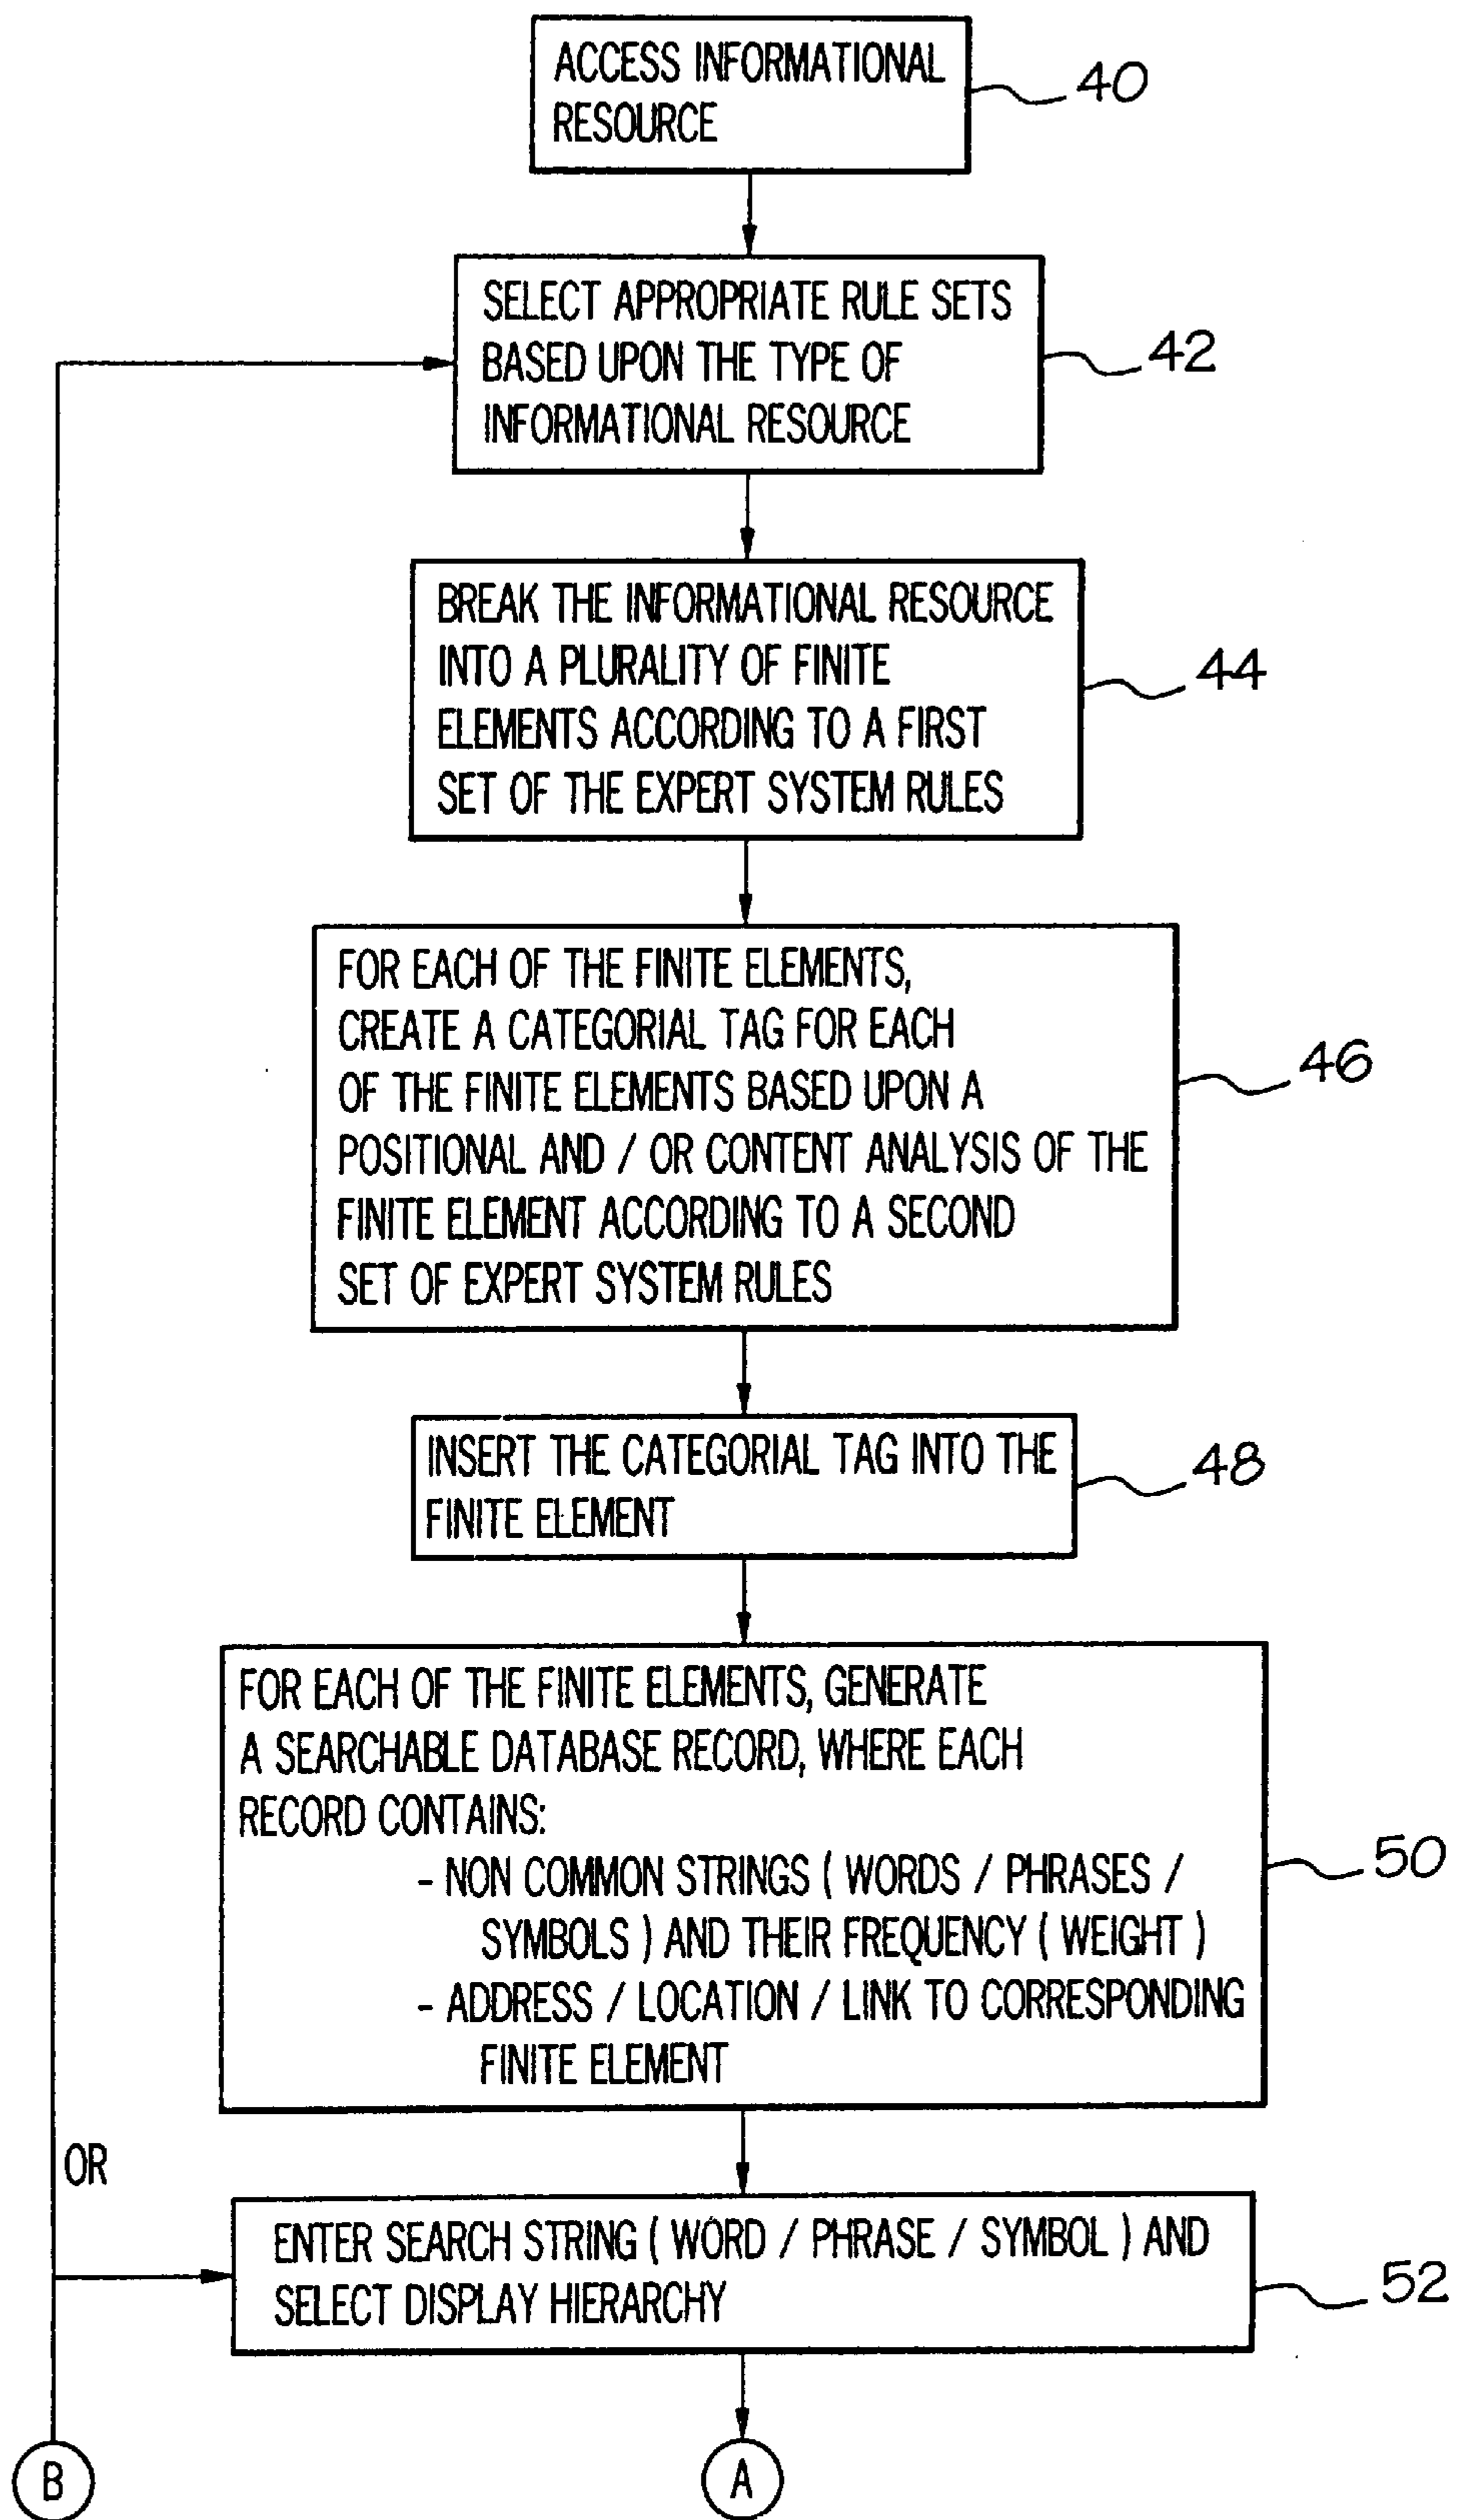 ACCESS INFORMATIONAL
RESOURCE
40
SELECT APPROPRIATE RULE SETS
BASED UPON THE TYPE OF
INFORMATIONAL RESOURCE
42
BREAK THE INFORMATIONAL RESOURCE
INTO A PLURALITY OF FINITE
ELEMENTS ACCORDING TO A FIRST
SET OF THE EXPERT SYSTEM RULES
44
FOR EACH OF THE FINITE ELEMENTS,
CREATE A CATEGORIAL TAG FOR EACH
OF THE FINITE ELEMENTS BASED UPON A
POSITIONAL AND / OR CONTENT ANALYSIS OF THE
FINITE ELEMENT ACCORDING TO A SECOND
SET OF EXPERT SYSTEM RULES
46
INSERT THE CATEGORIAL TAG INTO THE
FINITE ELEMENT
48
FOR EACH OF THE FINITE ELEMENTS, GENERATE
A SEARCHABLE DATABASE RECORD, WHERE EACH
RECORD CONTAINS:
- NON COMMON STRINGS ( WORDS / PHRASES /
SYMBOLS ) AND THEIR FREQUENCY ( WEIGHT )
- ADDRESS / LOCATION / LINK TO CORRESPONDING
FINITE ELEMENT
50
OR
ENTER SEARCH STRING ( WORD / PHRASE / SYMBOL ) AND
SELECT DISPLAY HIERARCHY
52
B
A